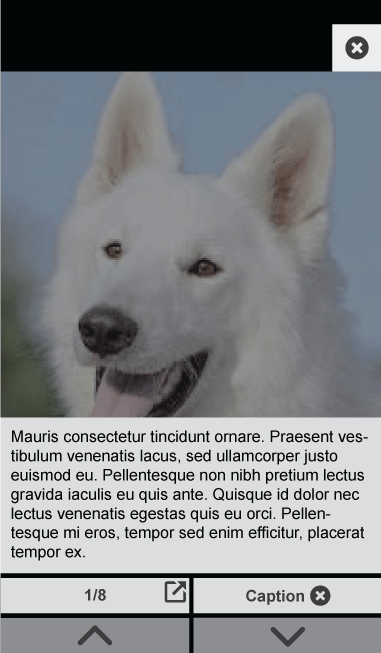 Mauris consectetur tincidunt ornare. Praesent ves-
tibulum venenatis lacus, sed ullamcorper justo
euismod eu. Pellentesque non nibh pretium lectus
gravida iaculis eu quis ante. Quisque id dolor nec
lectus venenatis egestas quis eu orci. Pellen-
tesque mi eros, tempor sed enim efficitur, placerat
tempor ex.
1/8
Caption